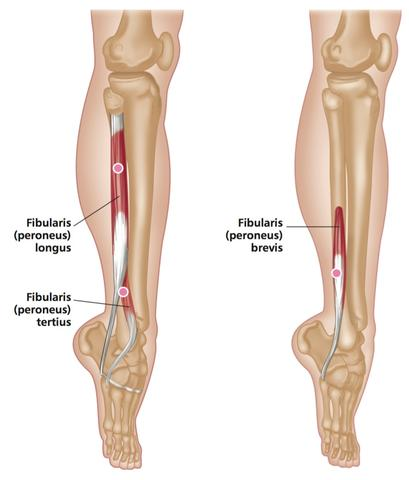 Fibularis
(peroneus)
longus
Fibularis
(peroneus)
tertius
Fibularis
(peroneus)
brevis